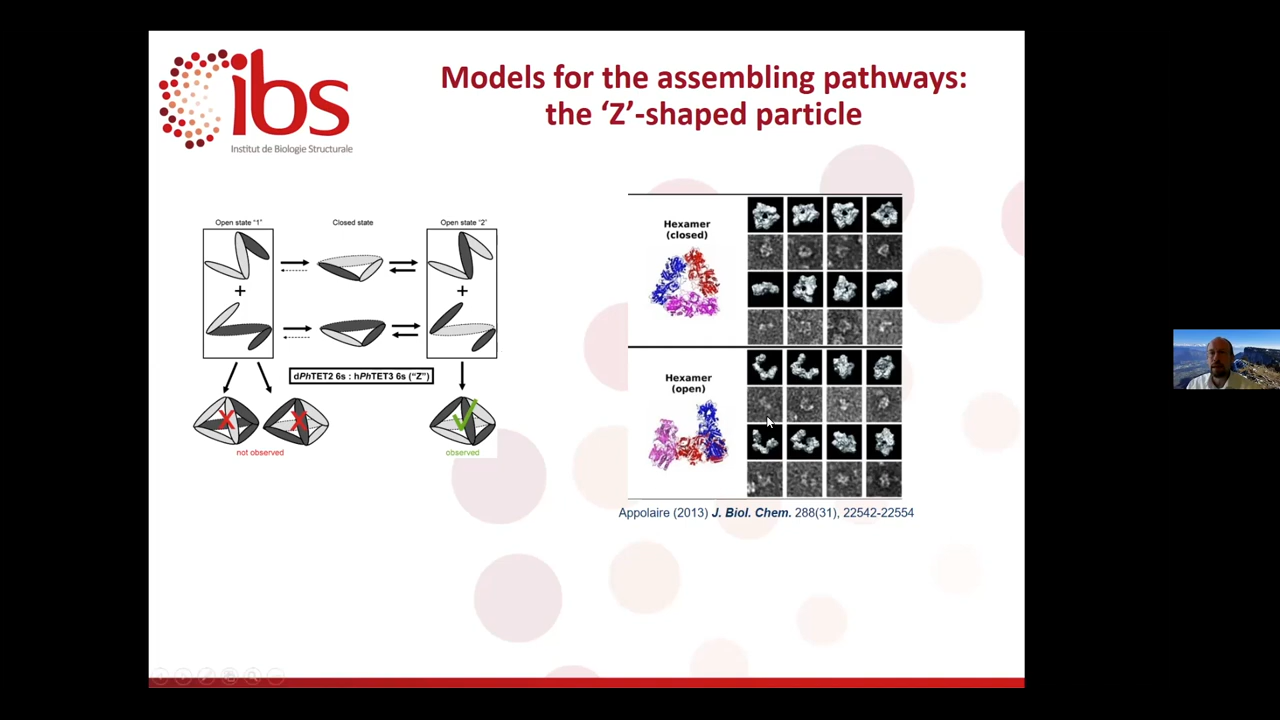 ibs
Institut de Biologie Structurale
Models for the assembling pathways:
the ‘Z’-shaped particle
Open state "1"
Closed state
Open state "2'
+
+
dPhTET2 6s : hPhTET3 6s ("Z")
X
X
not observed
observed
Hexamer
(closed)
Hexamer
(open)
Appolaire (2013) J. Biol. Chem. 288(31), 22542-22554